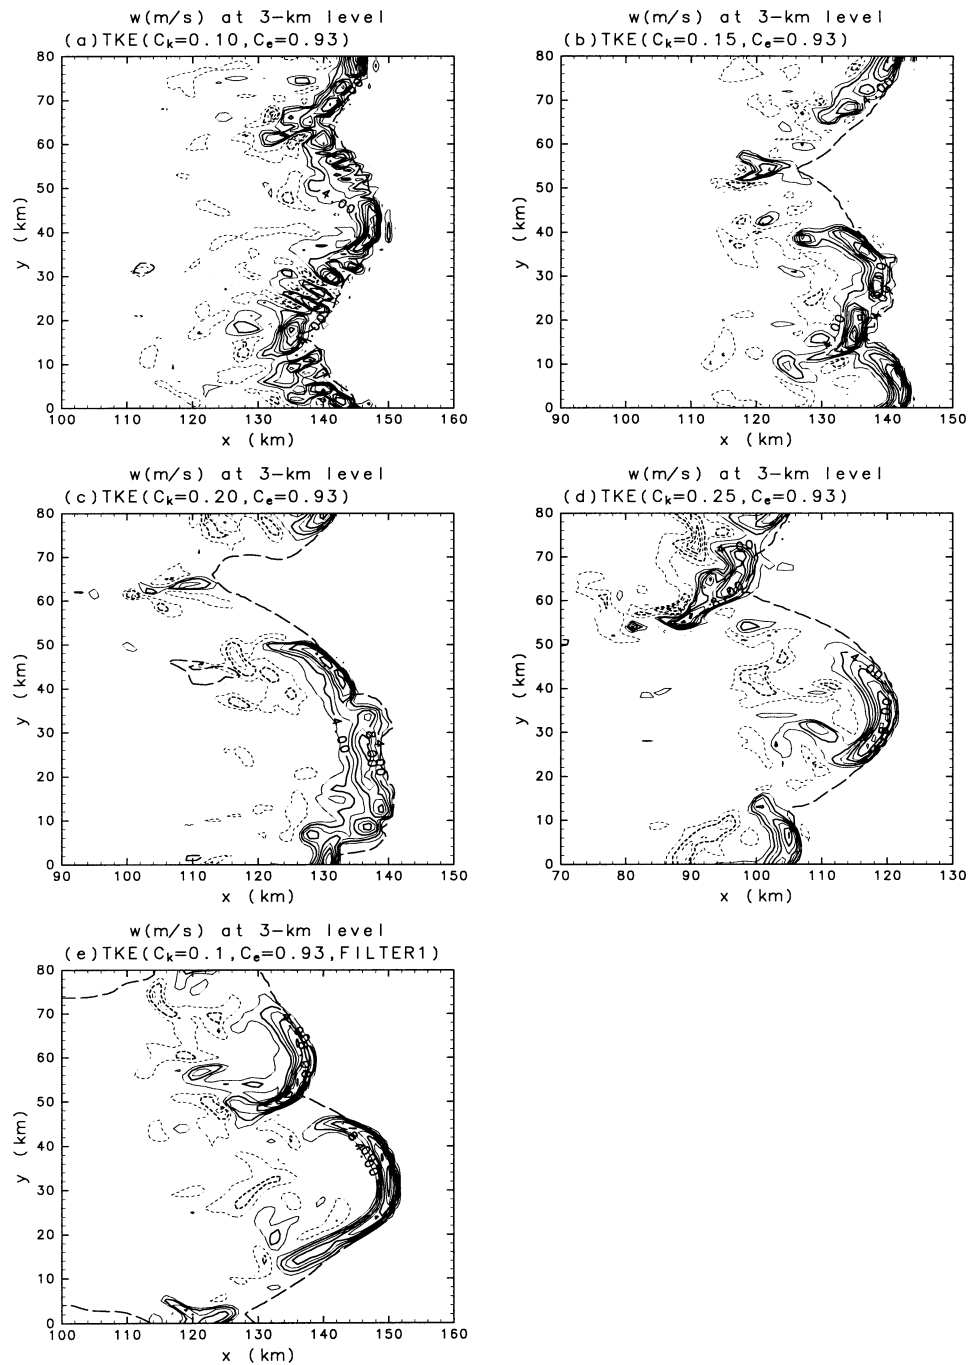 w(m/s) at 3-km level
(a)TKE(Ck=0.10,Ce=0.93)
80
70
60
50
40
30
20
10
0
y (km)
100 110 120 130 140 150 160
x (km)
w(m/s) at 3-km level
(b)TKE(Ck=0.15,Ce=0.93)
80
70
60
50
40
30
20
10
0
y (km)
90 100 110 120 130 140 150
x (km)
w(m/s) at 3-km level
(c)TKE(Ck=0.20,Ce=0.93)
80
70
60
50
40
30
20
10
0
y (km)
90 100 110 120 130 140 150
x (km)
w(m/s) at 3-km level
(d)TKE(Ck=0.25,Ce=0.93)
80
70
60
50
40
30
20
10
0
y (km)
70 80 90 100 110 120 130
x (km)
w(m/s) at 3-km level
(e)TKE(Ck=0.1,Ce=0.93,FILTER1)
80
70
60
50
40
30
20
10
0
y (km)
100 110 120 130 140 150 160
x (km)